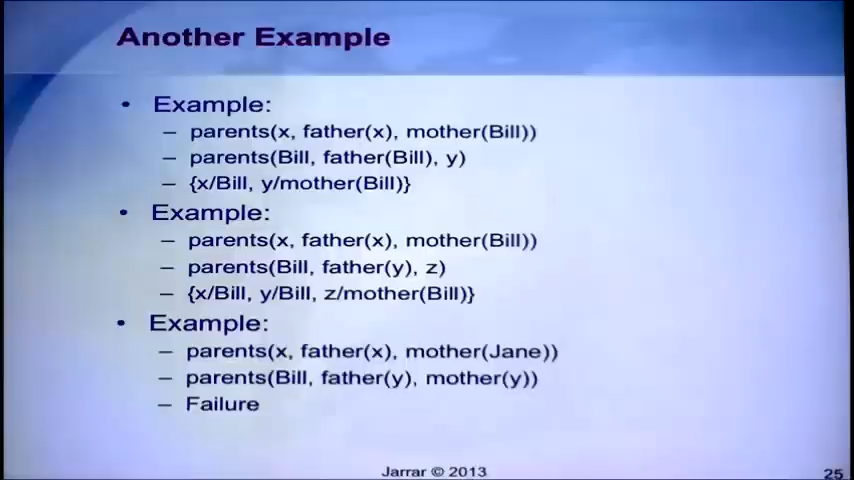 Another Example
• Example:
– parents(x, father(x), mother(Bill))
– parents(Bill, father(Bill), y)
– {x/Bill, y/mother(Bill)}
• Example:
– parents(x, father(x), mother(Bill))
– parents(Bill, father(y), z)
– {x/Bill, y/Bill, z/mother(Bill)}
• Example:
– parents(x, father(x), mother(Jane))
– parents(Bill, father(y), mother(y))
– Failure
Jarrar © 2013
25